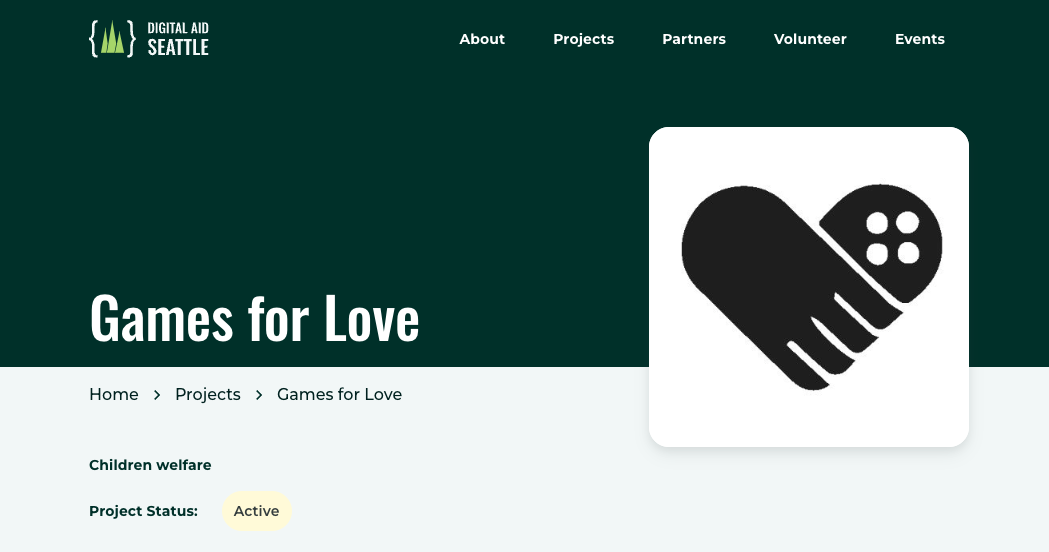 DIGITAL AID
SEATTLE
About Projects Partners Volunteer Events
Games for Love
Home > Projects > Games for Love
Children welfare
Project Status: Active